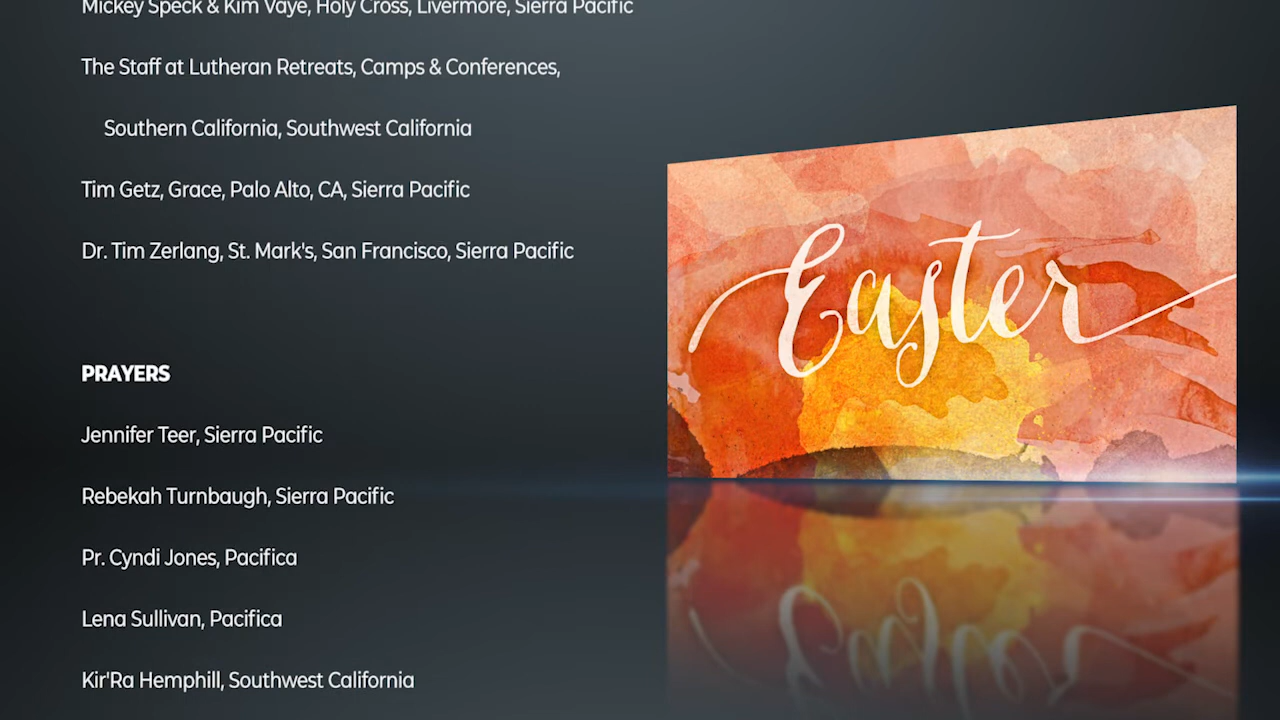 Mickey Speck & Kim Vaye, Holy Cross, Livermore, Sierra Pacific
The Staff at Lutheran Retreats, Camps & Conferences,
Southern California, Southwest California
Tim Getz, Grace, Palo Alto, CA, Sierra Pacific
Dr. Tim Zerlang, St. Mark's, San Francisco, Sierra Pacific
PRAYERS
Jennifer Teer, Sierra Pacific
Rebekah Turnbaugh, Sierra Pacific
Pr. Cyndi Jones, Pacifica
Lena Sullivan, Pacifica
Kir'Ra Hemphill, Southwest California
Easter